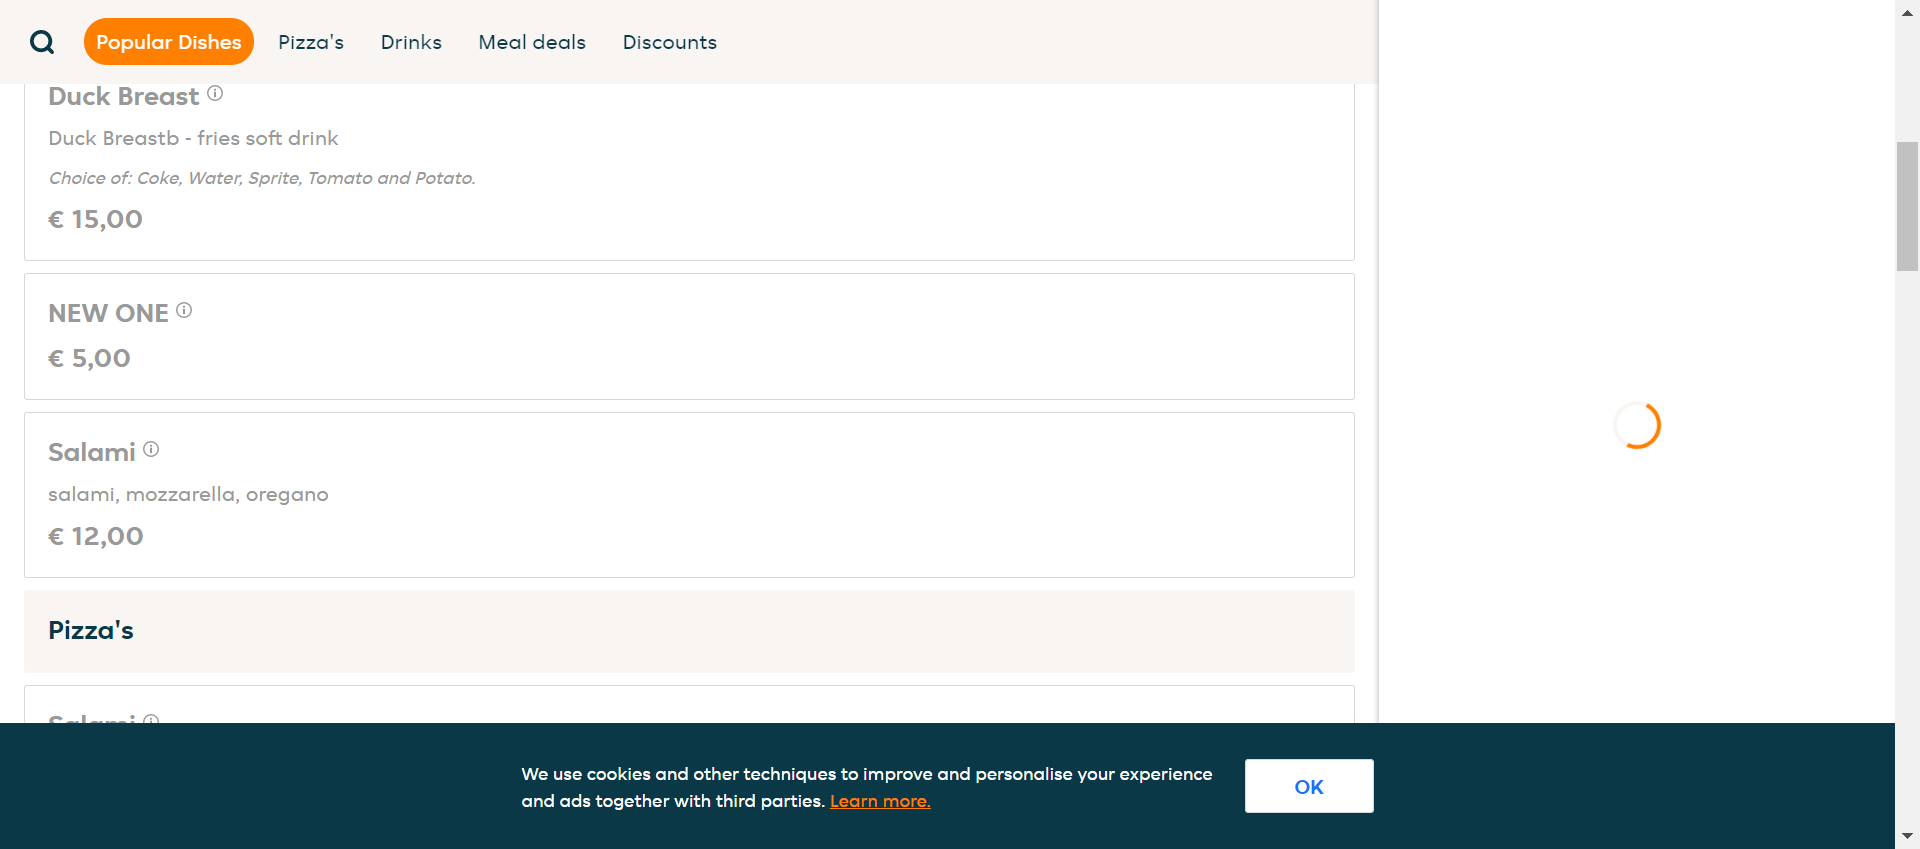 Popular Dishes
Pizza's
Drinks
Meal deals
Discounts
Duck Breast
Duck Breastb - fries soft drink
Choice of: Coke, Water, Sprite, Tomato and Potato.
€ 15,00
NEW ONE
€ 5,00
Salami
salami, mozzarella, oregano
€ 12,00
Pizza's
Salami
We use cookies and other techniques to improve and personalise your experience
and ads together with third parties. Learn more.
OK